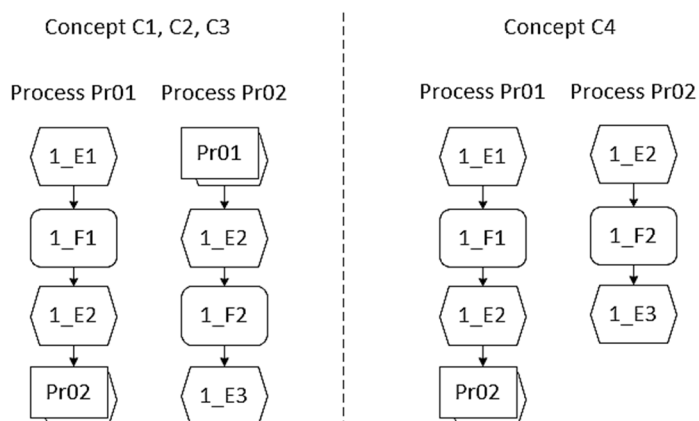 Concept C1, C2, C3
Process Pr01
1_E1
1_F1
1_E2
Pr02
Process Pr02
Pr01
1_E2
1_F2
1_E3
Concept C4
Process Pr01
1_E1
1_F1
1_E2
Pr02
Process Pr02
1_E2
1_F2
1_E3